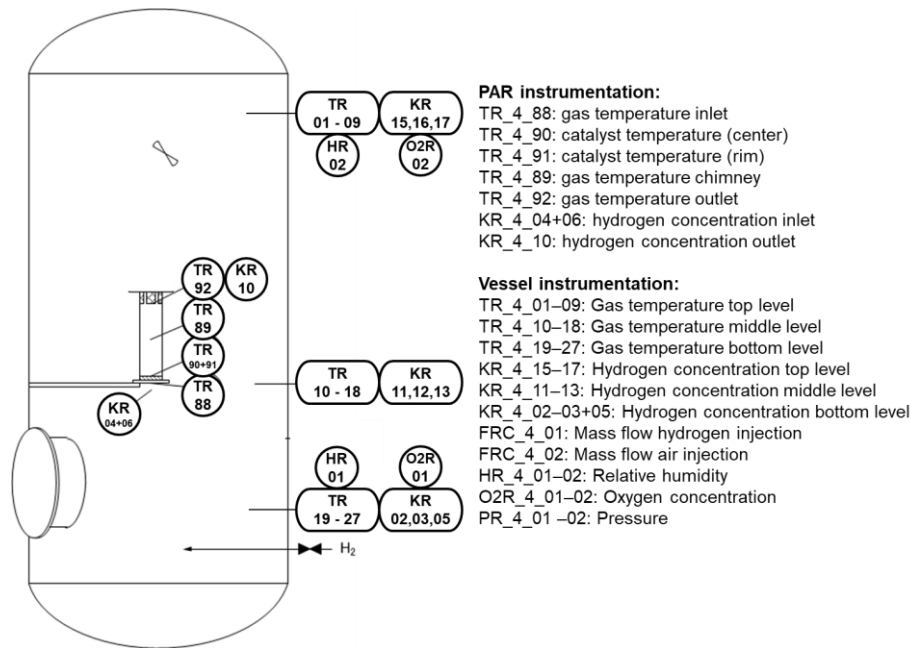 TR
01 - 09
KR
15,16,17
HR
02
O2R
02
TR
92
KR
10
TR
89
TR
90+91
TR
88
KR
04+06
TR
10 - 18
KR
11,12,13
HR
01
O2R
01
TR
19 - 27
KR
02,03,05
H₂
PAR instrumentation:
TR_4_88: gas temperature inlet
TR_4_90: catalyst temperature (center)
TR_4_91: catalyst temperature (rim)
TR_4_89: gas temperature chimney
TR_4_92: gas temperature outlet
KR_4_04+06: hydrogen concentration inlet
KR_4_10: hydrogen concentration outlet
Vessel instrumentation:
TR_4_01–09: Gas temperature top level
TR_4_10–18: Gas temperature middle level
TR_4_19–27: Gas temperature bottom level
KR_4_15–17: Hydrogen concentration top level
KR_4_11–13: Hydrogen concentration middle level
KR_4_02–03+05: Hydrogen concentration bottom level
FRC_4_01: Mass flow hydrogen injection
FRC_4_02: Mass flow air injection
HR_4_01–02: Relative humidity
O2R_4_01–02: Oxygen concentration
PR_4_01 –02: Pressure